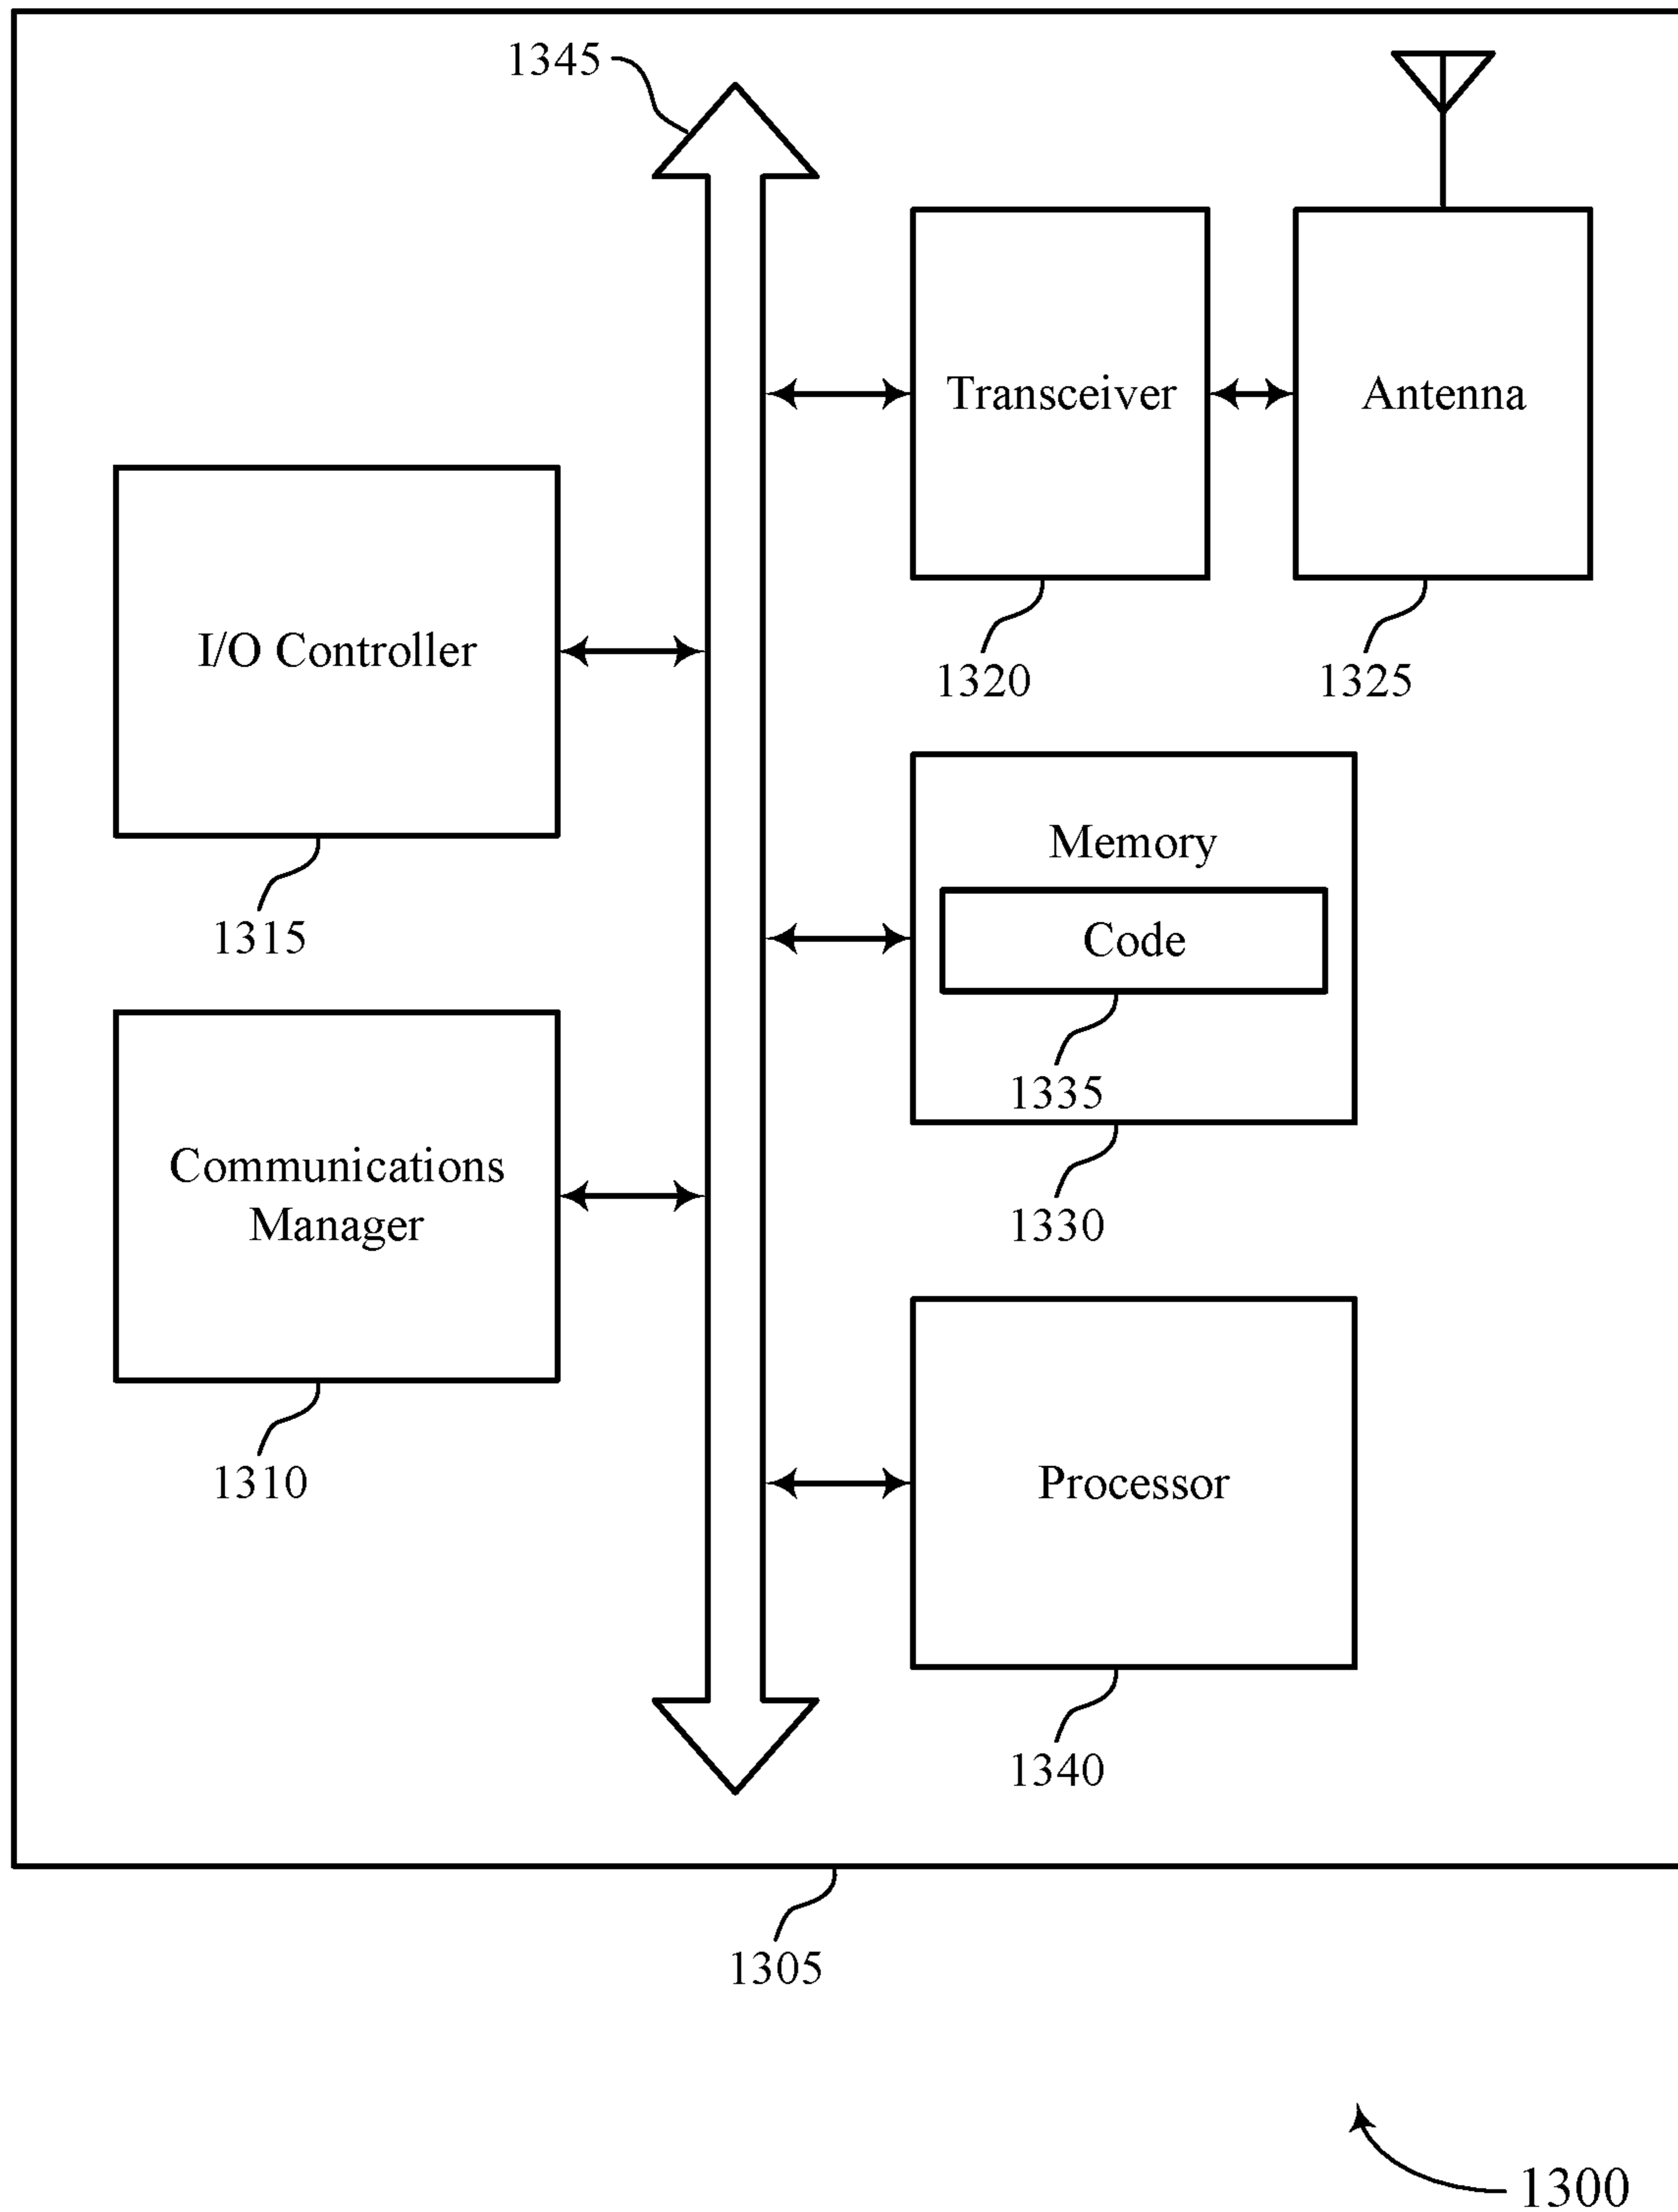 1345
Transceiver
Antenna
1320
1325
I/O Controller
1315
Memory
Code
1335
1330
Communications
Manager
1310
Processor
1340
1305
1300